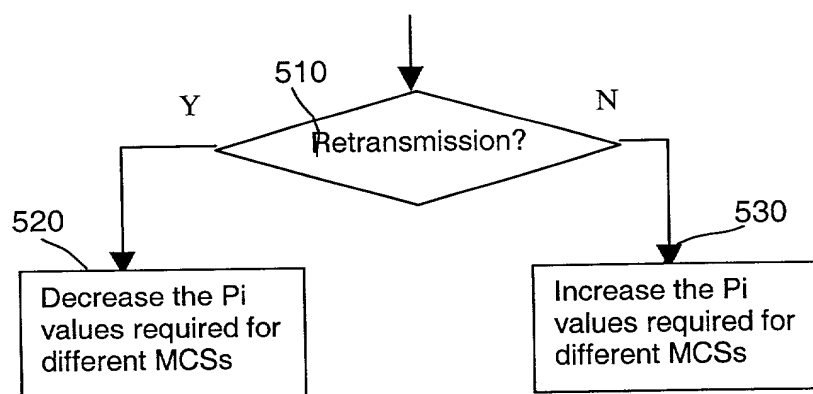 510
Y
N
Retransmission?
520
530
Decrease the Pi
values required for
different MCSs
Increase the Pi
values required for
different MCSs